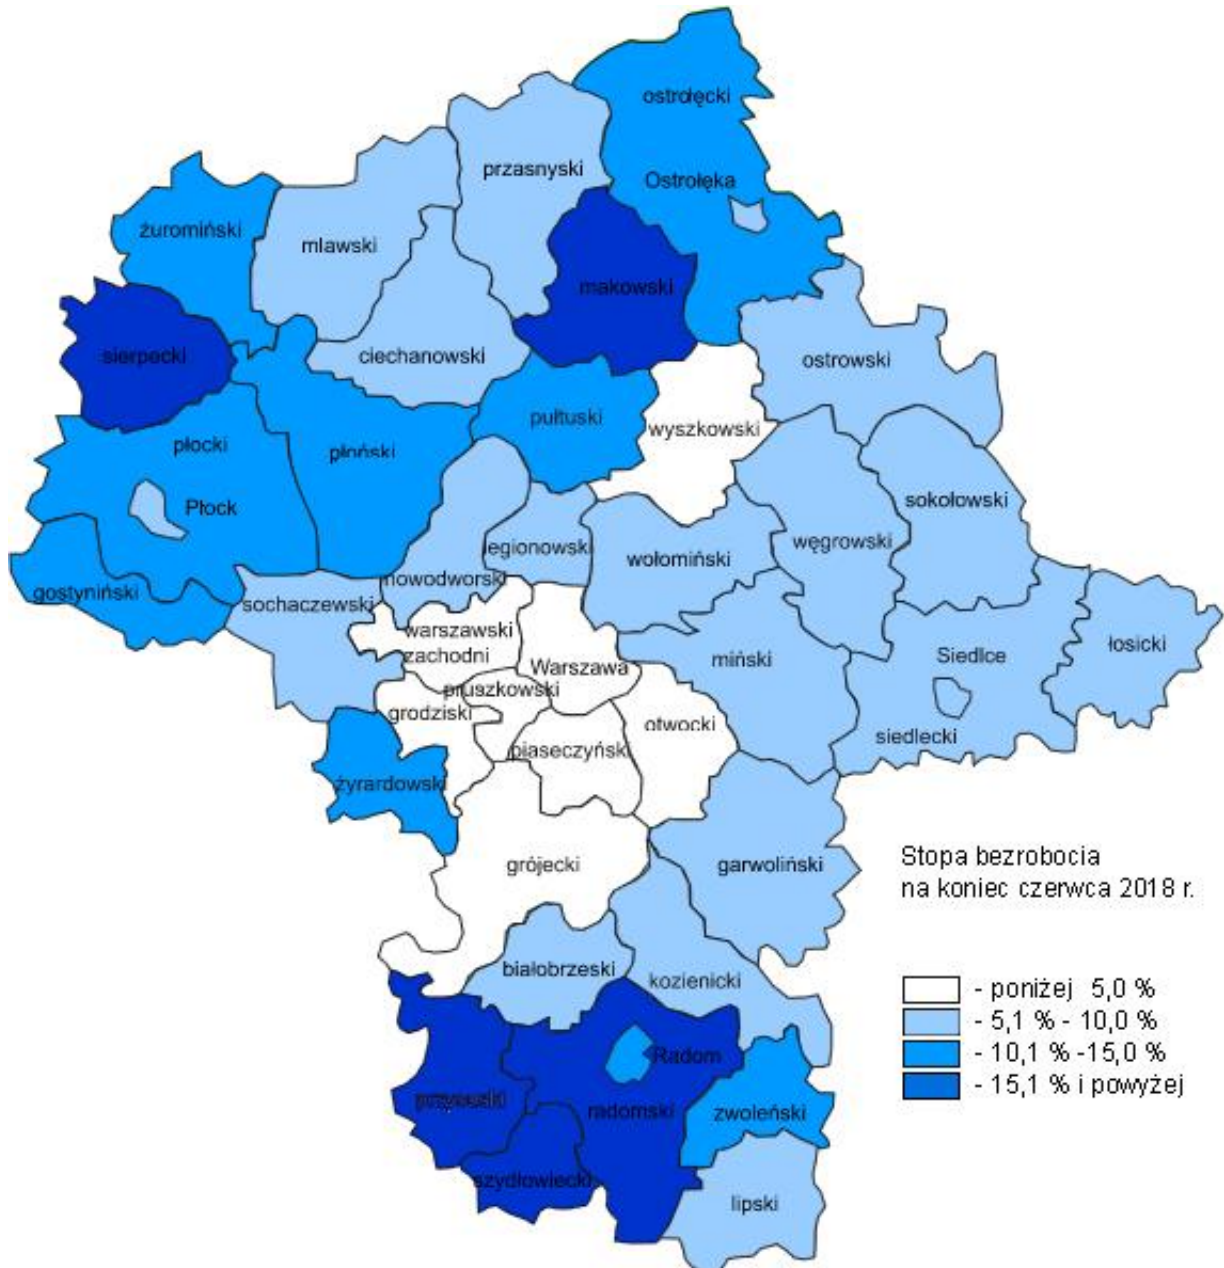 ostrołęcki
przasnyski
Ostrołęka
żuromiński
mlawski
makowski
sierpecki
ciechanowski
ostrowski
pułtuski
wyszkowski
płocki
płoński
Płock
sokołowski
węgrowski
legionowski
wołomiński
nowodworski
gostyniński
sochaczewski
warszawski
zachodni
Warszawa
miński
Siedlce
łosicki
pruszkowski
grodziski
otwocki
siedlecki
piaseczyński
żyrardowski
grójecki
garwoliński
Stopa bezrobocia
na koniec czerwca 2018 r.
białobrzeski
kozienicki
- poniżej 5,0 %
- 5,1 % - 10,0 %
- 10,1 % -15,0 %
- 15,1 % i powyżej
Radom
przysuski
radomski
zwoleński
szydłowiecki
lipski